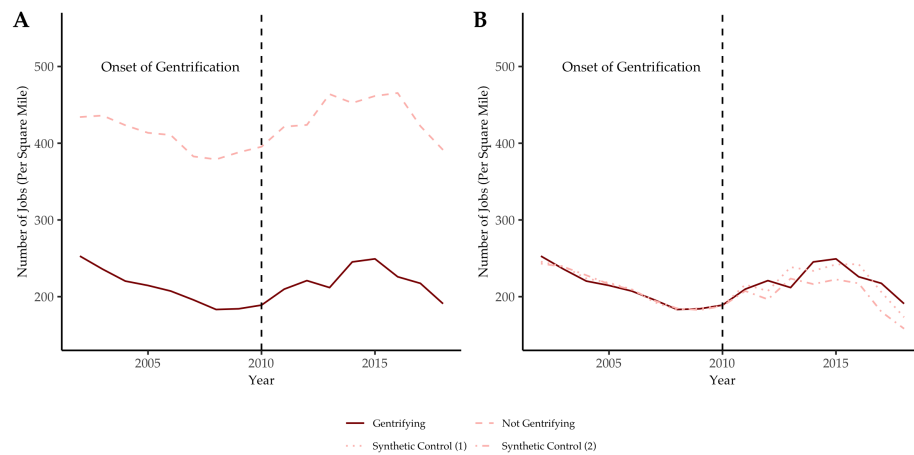 A
Number of Jobs (Per Square Mile)
500
400
300
200
Onset of Gentrification
2005
2010
2015
Year
B
Number of Jobs (Per Square Mile)
500
400
300
200
Onset of Gentrification
2005
2010
2015
Year
Gentrifying
Not Gentrifying
Synthetic Control (1)
Synthetic Control (2)